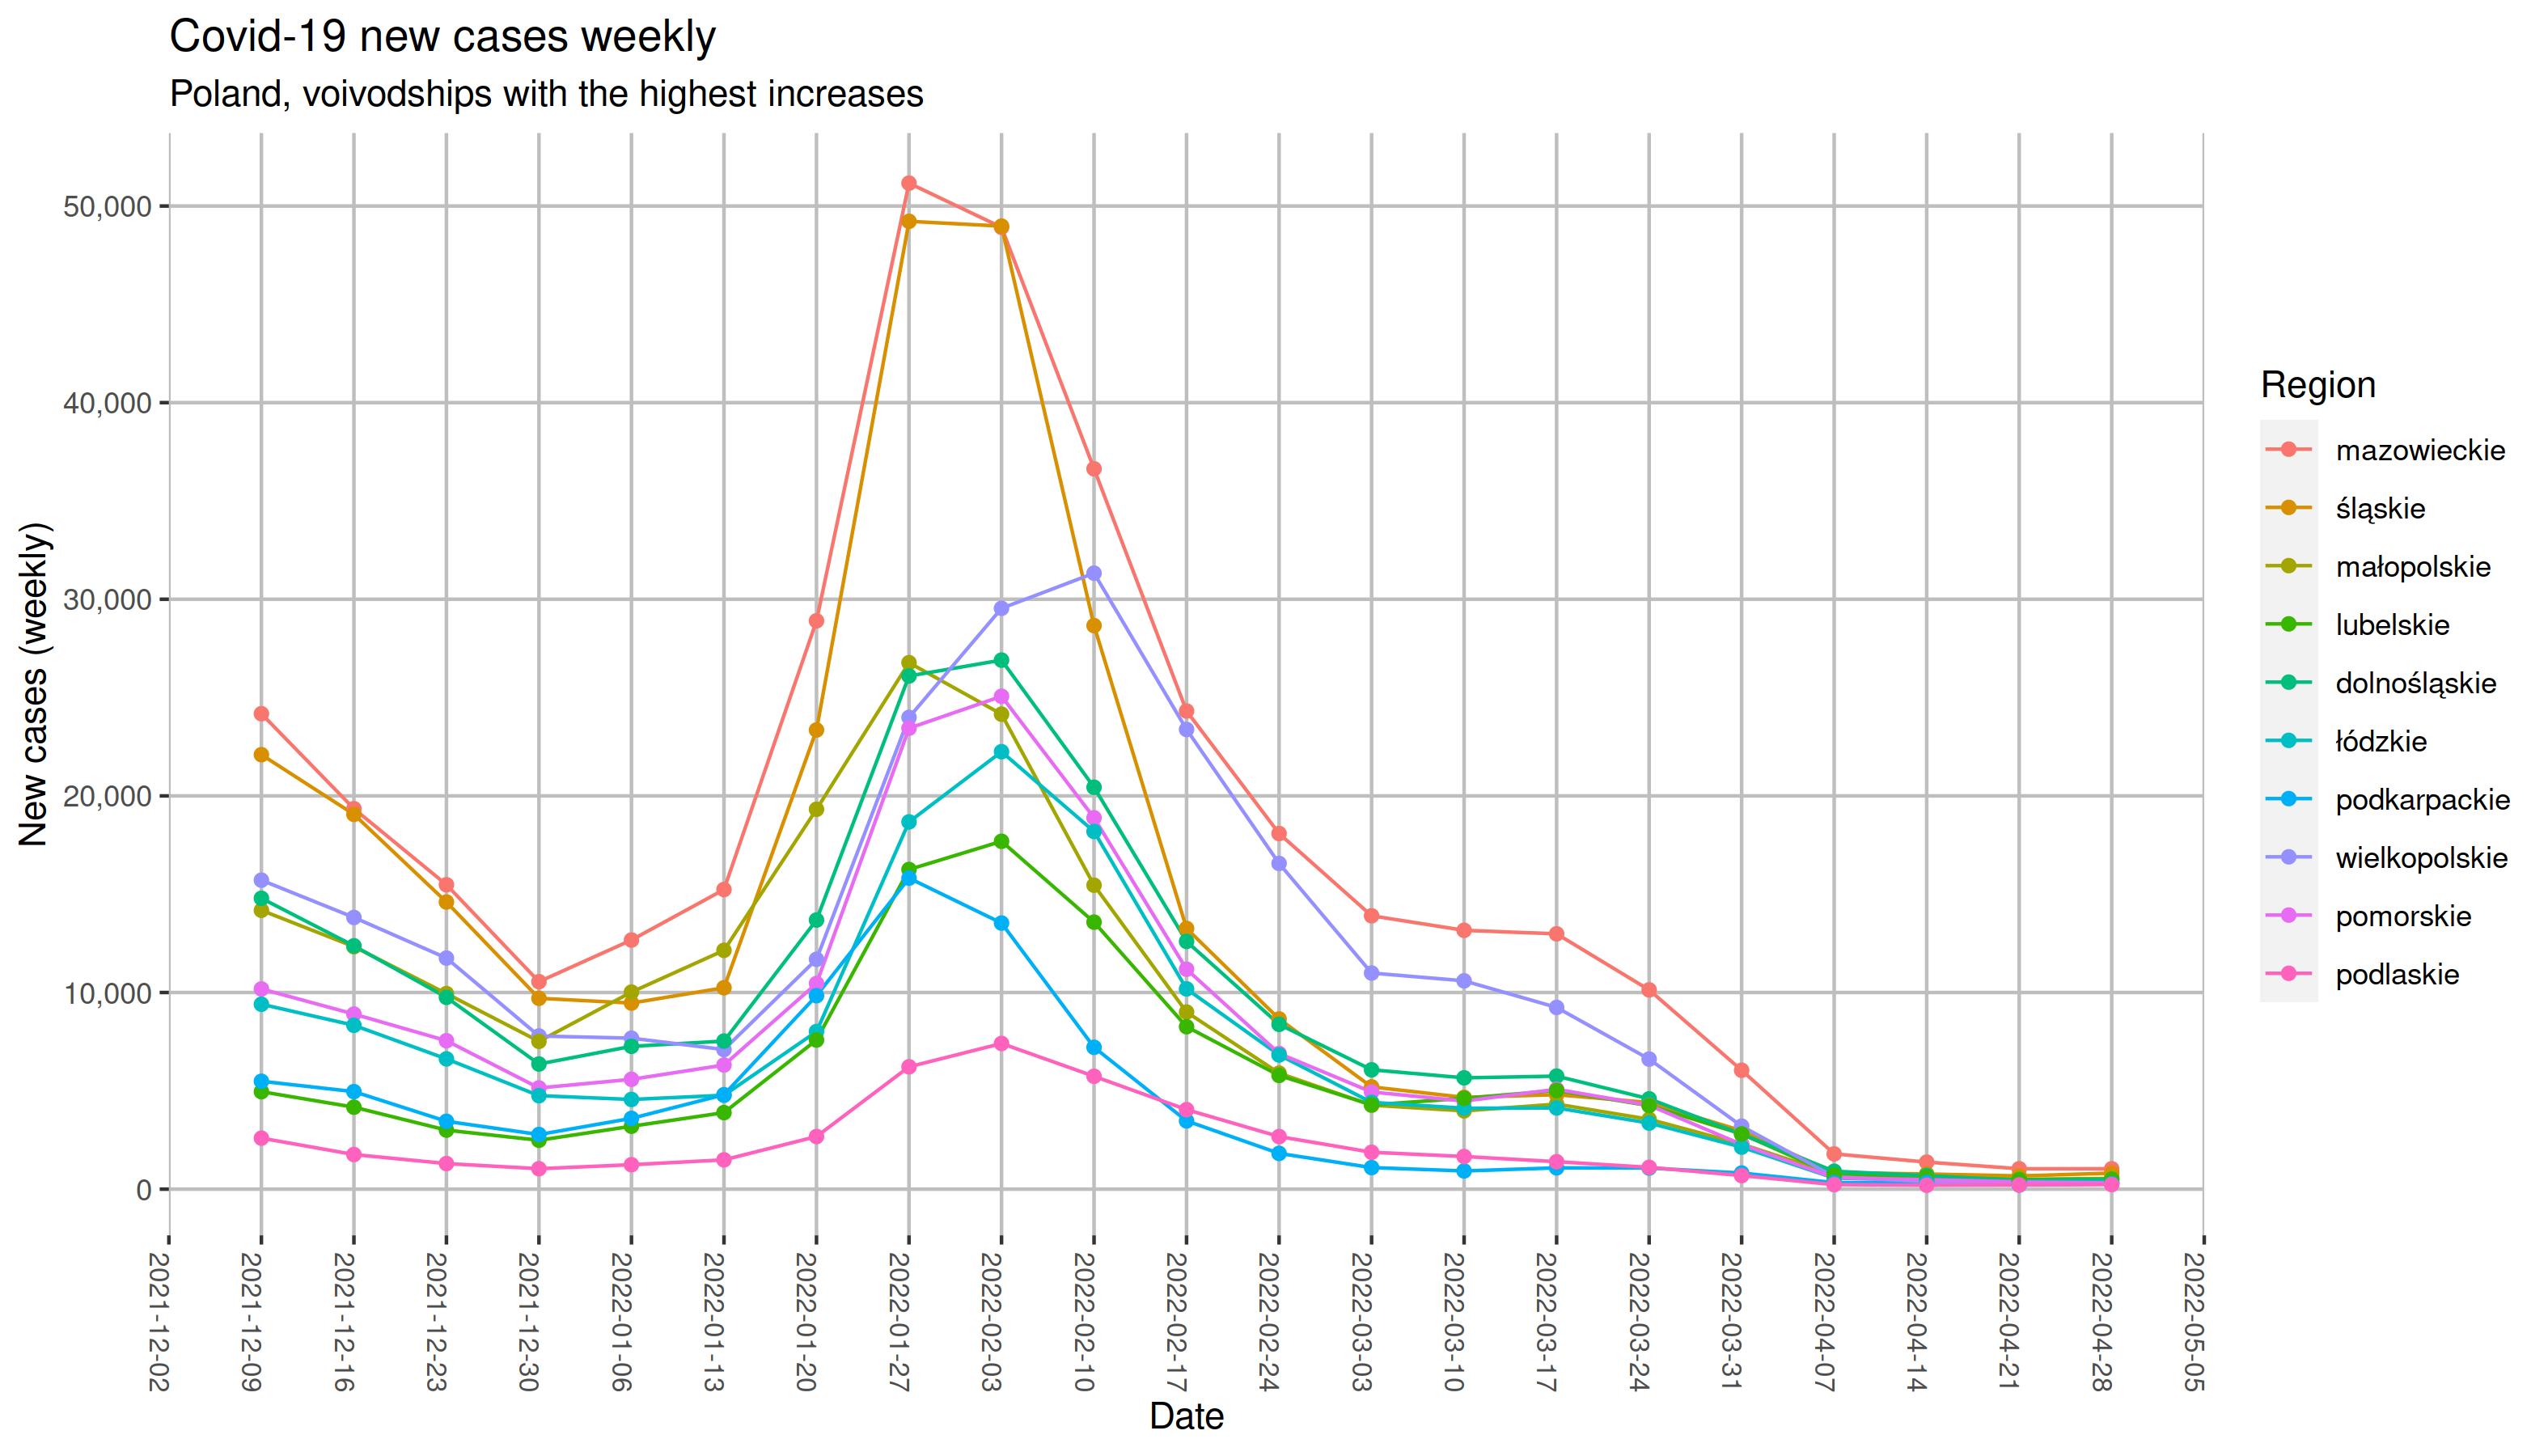 Covid-19 new cases weekly
Poland, voivodships with the highest increases
New cases (weekly)
50,000
40,000
30,000
20,000
10,000
0
2021-12-02
2021-12-09
2021-12-16
2021-12-23
2021-12-30
2022-01-06
2022-01-13
2022-01-20
2022-01-27
2022-02-03
2022-02-10
2022-02-17
2022-02-24
2022-03-03
2022-03-10
2022-03-17
2022-03-24
2022-03-31
2022-04-07
2022-04-14
2022-04-21
2022-04-28
2022-05-05
Date
Region
mazowieckie
śląskie
małopolskie
lubelskie
dolnośląskie
łódzkie
podkarpackie
wielkopolskie
pomorskie
podlaskie